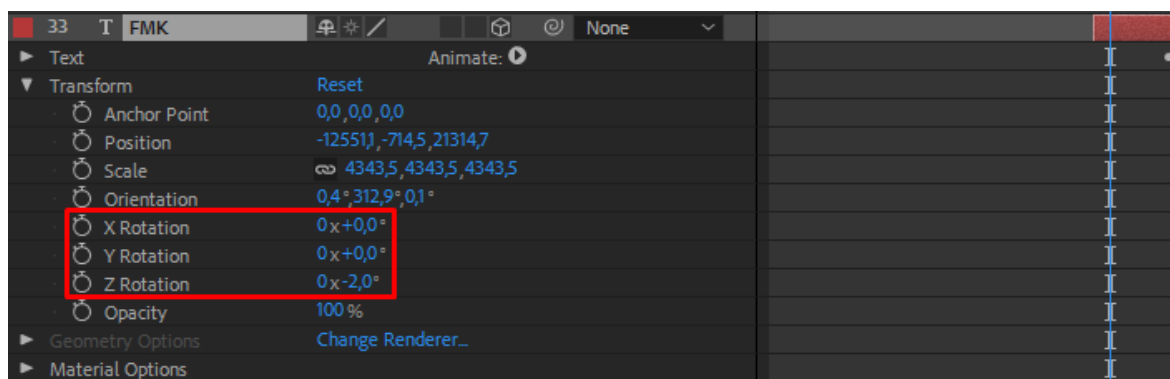 33 T FMK None
Text Animate:
Transform Reset
Anchor Point 0,0,0,0,0,0
Position -12551,1,-714,5,21314,7
Scale 4343,5,4343,5,4343,5
Orientation 0,4°,312,9°,0,1°
X Rotation 0x+0,0°
Y Rotation 0x+0,0°
Z Rotation 0x-2,0°
Opacity 100%
Geometry Options Change Renderer...
Material Options